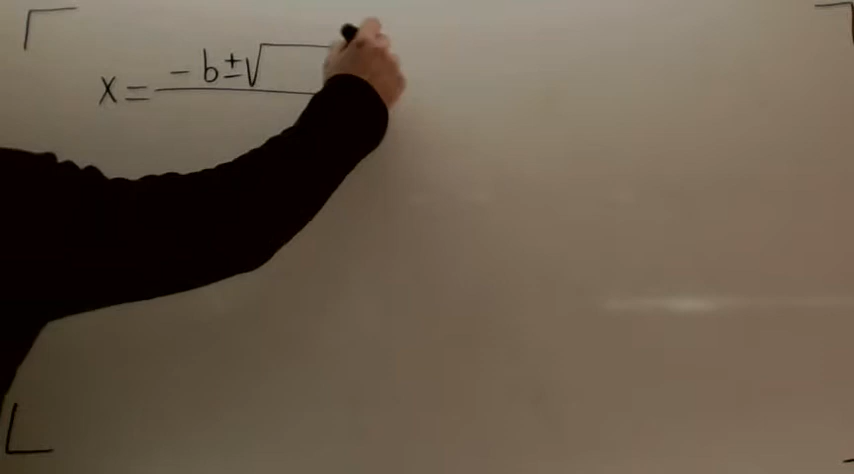 x = - b ± √